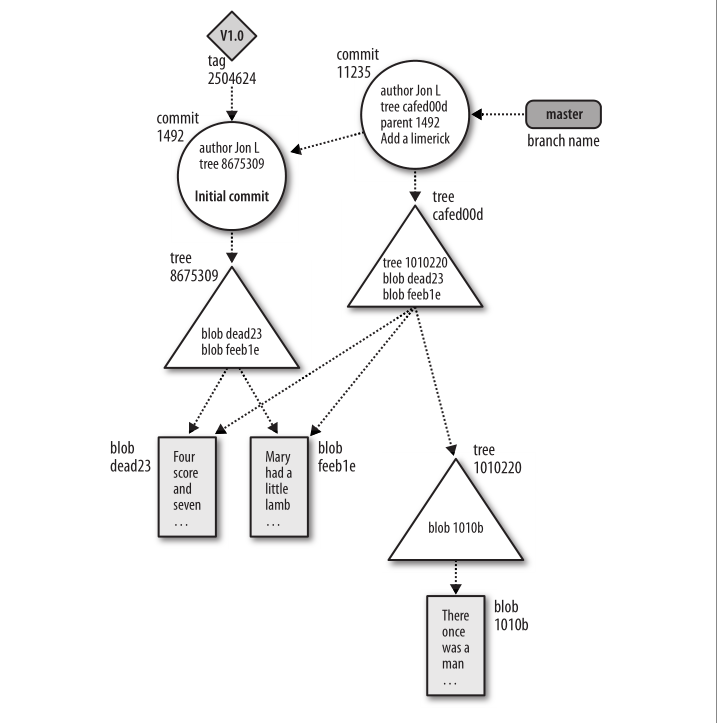 V1.0
tag
2504624
commit
1492
author Jon L
tree 8675309
Initial commit
commit
11235
author Jon L
tree cafed00d
parent 1492
Add a limerick
master
branch name
tree
8675309
blob dead23
blob feeb1e
tree
cafed00d
tree 1010220
blob dead23
blob feeb1e
blob
dead23
Four
score
and
seven
...
Mary
had a
little
lamb
...
blob
feeb1e
tree
1010220
blob 1010b
There
once
was a
man
...
blob
1010b